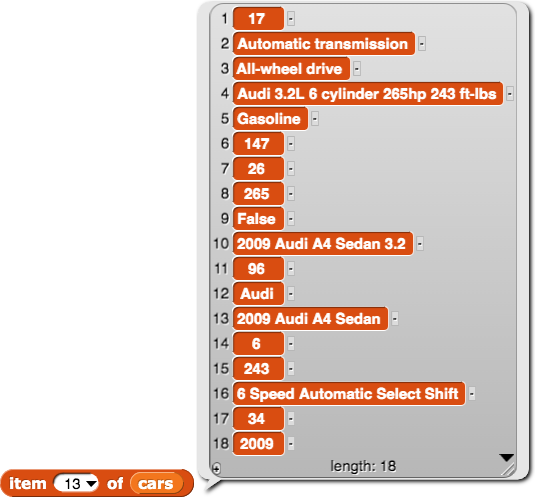 1 17 -
2 Automatic transmission -
3 All-wheel drive -
4 Audi 3.2L 6 cylinder 265hp 243 ft-lbs -
5 Gasoline -
6 147 -
7 26 -
8 265 -
9 False -
10 2009 Audi A4 Sedan 3.2 -
11 96 -
12 Audi -
13 2009 Audi A4 Sedan -
14 6 -
15 243 -
16 6 Speed Automatic Select Shift -
17 34 -
18 2009 -
+ length: 18
item 13 of cars